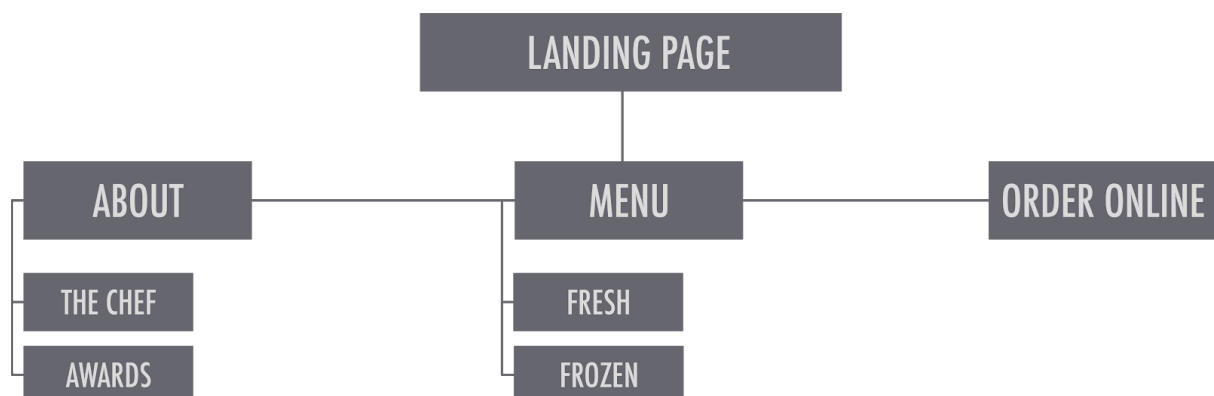 LANDING PAGE
ABOUT
MENU
ORDER ONLINE
THE CHEF
FRESH
AWARDS
FROZEN